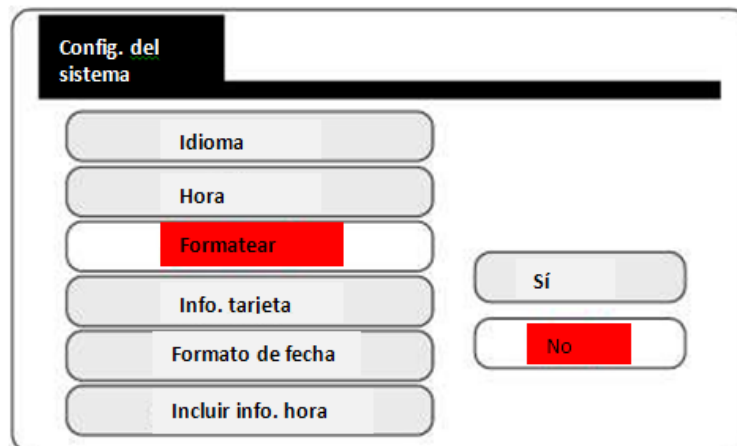 Config. del
sistema
Idioma
Hora
Formatear
Info. tarjeta
Formato de fecha
Incluir info. hora
Sí
No